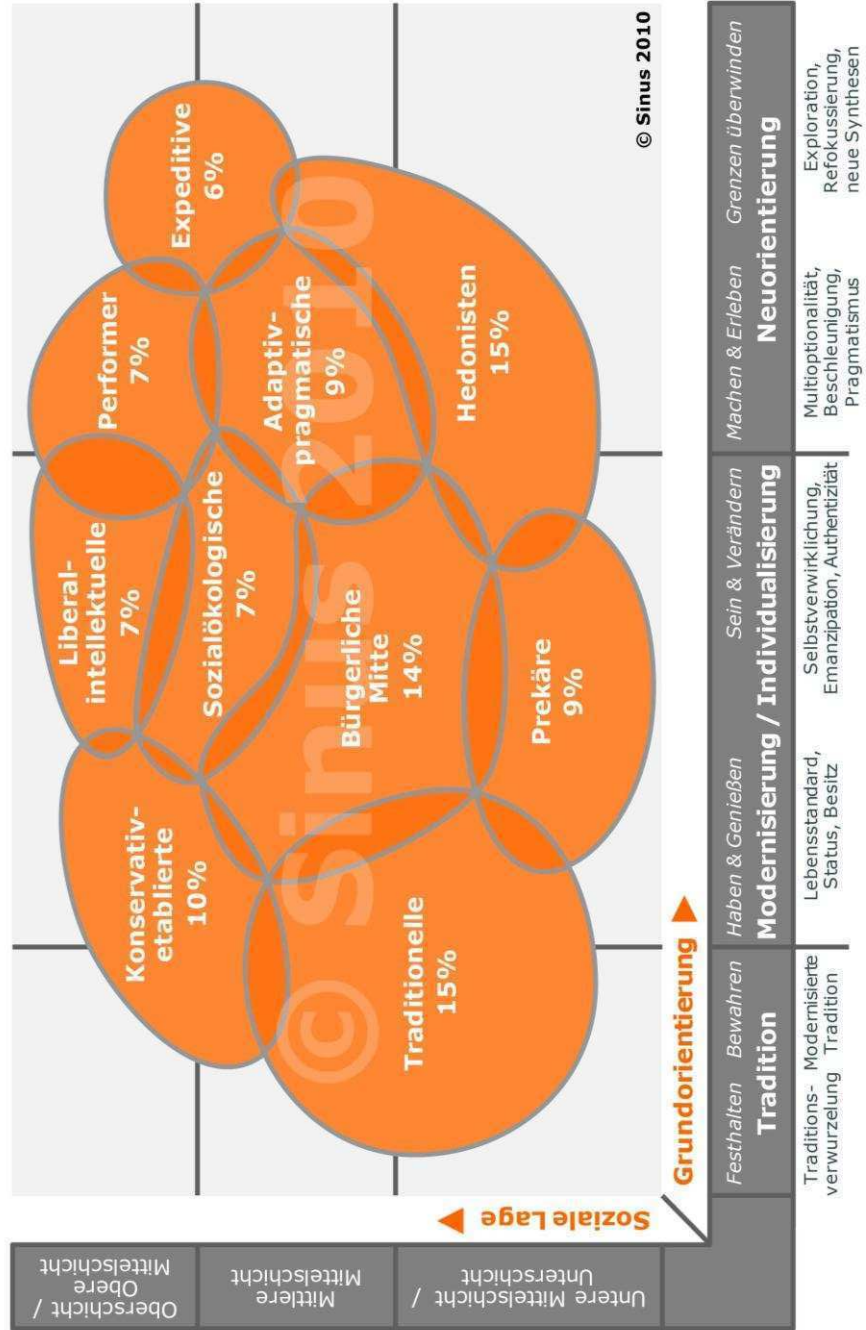 Oberschicht /
Obere
Mittelschicht
Mittlere
Mittelschicht
Untere Mittelschicht /
Unterschicht
Soziale Lage
Konservativ-
etablierte
10%
Liberal-
intellektuelle
7%
Performer
7%
Expeditive
6%
Sozialökologische
7%
Adaptiv-
pragmatische
9%
Bürgerliche
Mitte
14%
Traditionelle
15%
Prekäre
9%
Hedonisten
15%
© Sinus 2010
© Sinus 2010
Grundorientierung
Festhalten Bewahren
Tradition
Haben & Genießen Sein & Verändern
Modernisierung / Individualisierung
Machen & Erleben Grenzen überwinden
Neuorientierung
Traditions-
verwurzelung
Modernisierte
Tradition
Lebensstandard,
Status, Besitz
Selbstverwirklichung,
Emanzipation, Authentizität
Multioptionalität,
Beschleunigung,
Pragmatismus
Exploration,
Refokussierung,
neue Synthesen